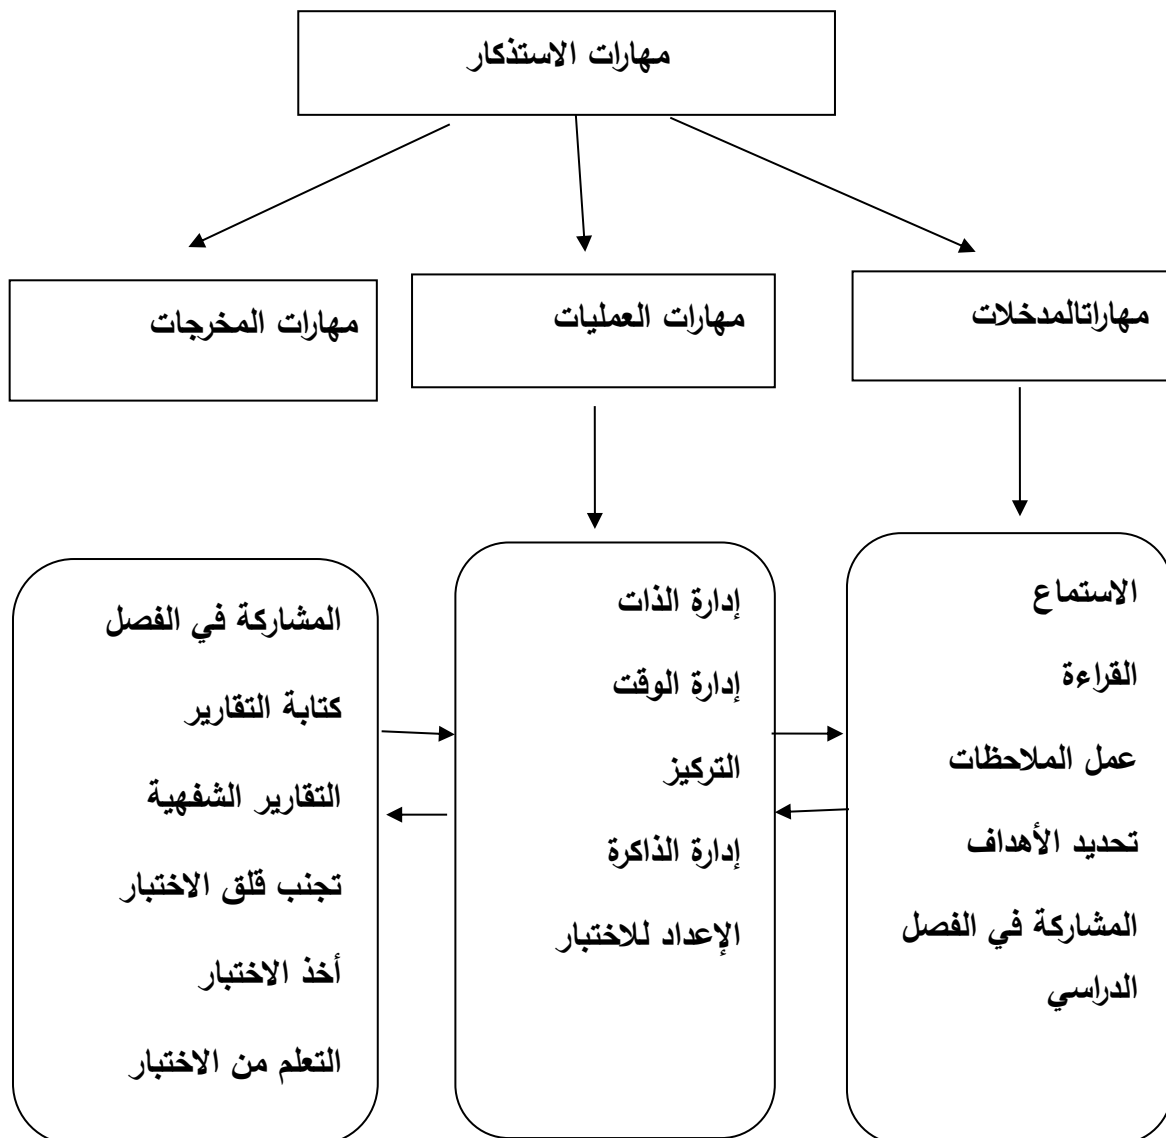 مهارات الاستذكار
مهاراتالمدخلات
مهارات العمليات
مهارات المخرجات
الاستماع
القراءة
عمل الملاحظات
تحديد الأهداف
المشاركة في الفصل
الدراسي
إدارة الذات
إدارة الوقت
التركيز
إدارة الذاكرة
الإعداد للاختبار
المشاركة في الفصل
كتابة التقارير
التقارير الشفهية
تجنب قلق الاختبار
أخذ الاختبار
التعلم من الاختبار